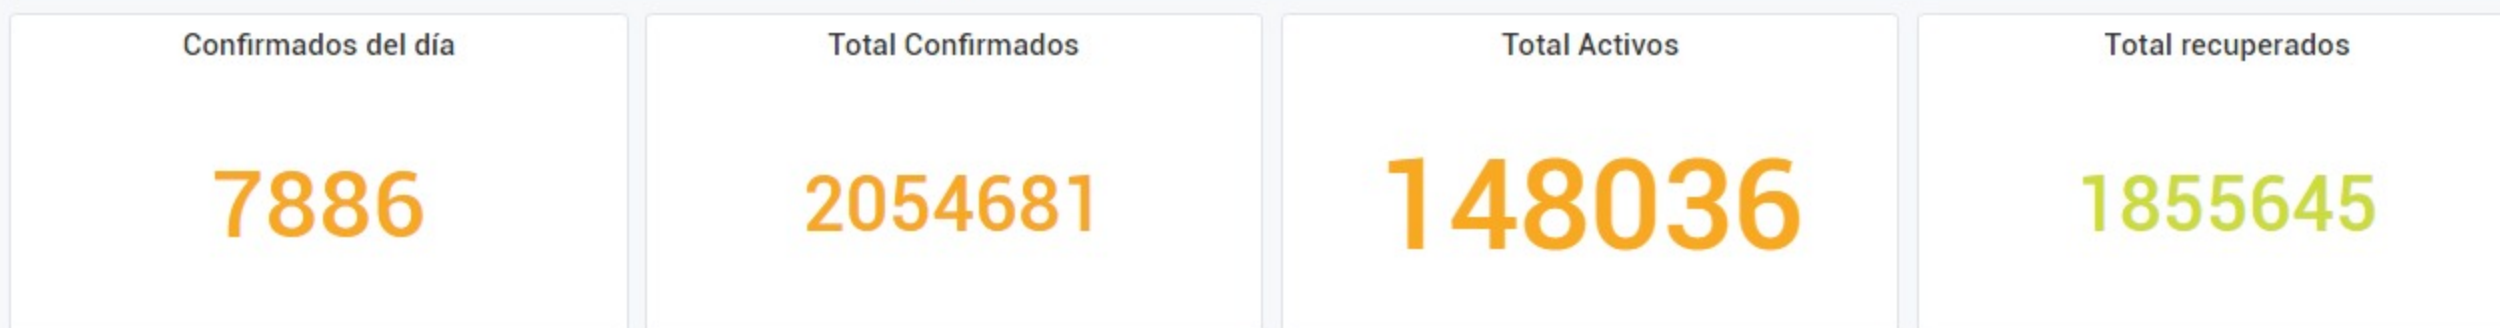 Confirmados del día
7886
Total Confirmados
2054681
Total Activos
148036
Total recuperados
1855645